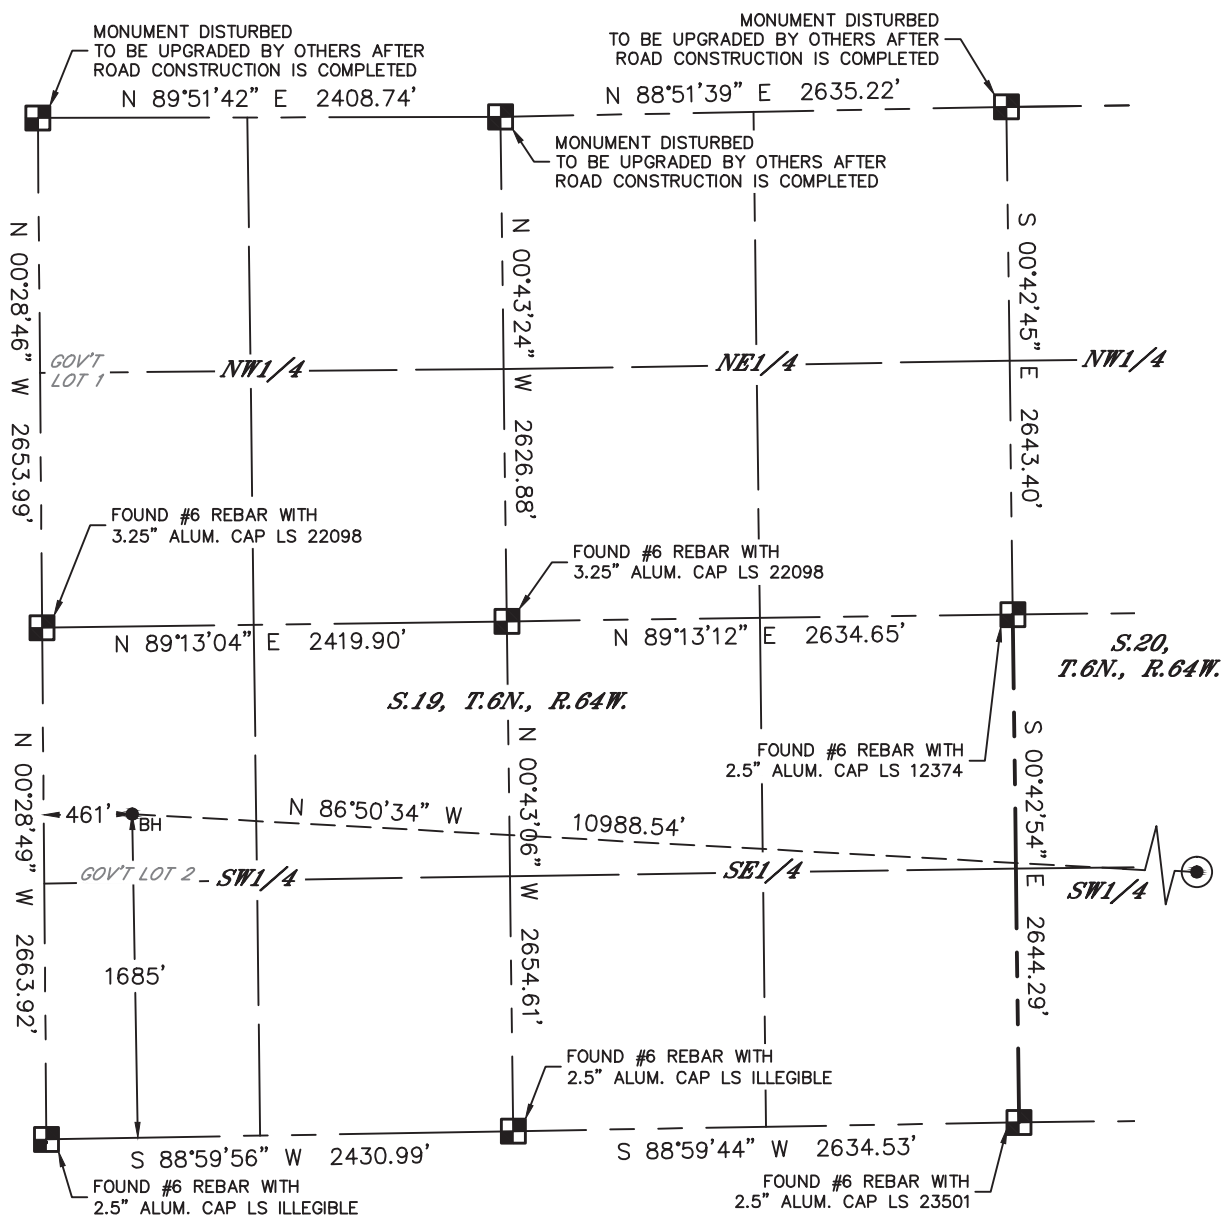 MONUMENT DISTURBED
TO BE UPGRADED BY OTHERS AFTER
ROAD CONSTRUCTION IS COMPLETED
MONUMENT DISTURBED
TO BE UPGRADED BY OTHERS AFTER
ROAD CONSTRUCTION IS COMPLETED
N 89°51'42" E 2408.74'
N 88°51'39" E 2635.22'
MONUMENT DISTURBED
TO BE UPGRADED BY OTHERS AFTER
ROAD CONSTRUCTION IS COMPLETED
N 00°28'46" W 2653.99'
N 00°43'24" W 2626.88'
S 00°42'45" E 2643.40'
GOV'T
LOT 1
NW1/4
NE1/4
NW1/4
FOUND #6 REBAR WITH
3.25" ALUM. CAP LS 22098
FOUND #6 REBAR WITH
3.25" ALUM. CAP LS 22098
N 89°13'04" E 2419.90'
N 89°13'12" E 2634.65'
S.20,
T.6N., R.64W.
S.19, T.6N., R.64W.
FOUND #6 REBAR WITH
2.5" ALUM. CAP LS 12374
N 00°28'49" W 2663.92'
N 00°43'06" W 2654.61'
S 00°42'54" E 2644.29'
461'
BH
N 86°50'34" W 10988.54'
GOV'T LOT 2
SW1/4
SE1/4
SW1/4
1685'
FOUND #6 REBAR WITH
2.5" ALUM. CAP LS ILLEGIBLE
S 88°59'56" W 2430.99'
S 88°59'44" W 2634.53'
FOUND #6 REBAR WITH
2.5" ALUM. CAP LS ILLEGIBLE
FOUND #6 REBAR WITH
2.5" ALUM. CAP LS 23501